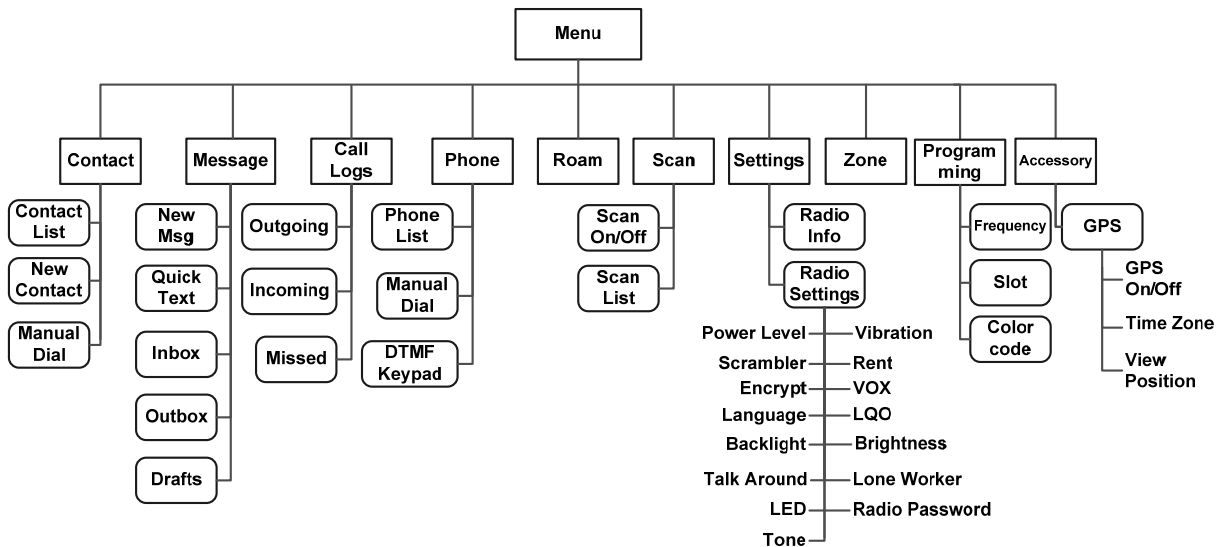 Menu
Contact
Message
Call
Logs
Phone
Roam
Scan
Settings
Zone
Program
ming
Accessory
Contact
List
New
Contact
Manual
Dial
New
Msg
Quick
Text
Inbox
Outbox
Drafts
Outgoing
Incoming
Missed
Phone
List
Manual
Dial
DTMF
Keypad
Scan
On/Off
Scan
List
Radio
Info
Radio
Settings
Power Level
Scrambler
Encrypt
Language
Backlight
Talk Around
LED
Tone
Vibration
Rent
VOX
LQO
Brightness
Lone Worker
Radio Password
Frequency
Slot
Color
code
GPS
GPS
On/Off
Time Zone
View
Position